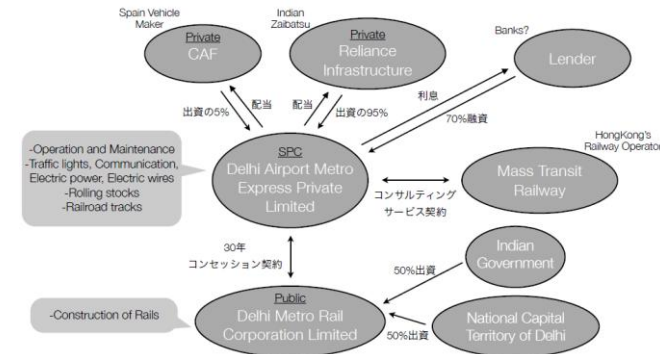 Spain Vehicle
Maker
Private
CAF
Indian
Zaibatsu
Private
Reliance
Infrastructure
Banks?
Lender
出資の5%
配当
配当
出資の95%
利息
70%融資
-Operation and Maintenance
-Traffic lights, Communication,
Electric power, Electric wires
-Rolling stocks
-Railroad tracks
SPC
Delhi Airport Metro
Express Private
Limited
コンサルティング
サービス契約
HongKong's
Railway Operator
Mass Transit
Railway
30年
コンセッション契約
Indian
Government
50%出資
-Construction of Rails
Public
Delhi Metro Rail
Corporation Limited
50%出資
National Capital
Territory of Delhi